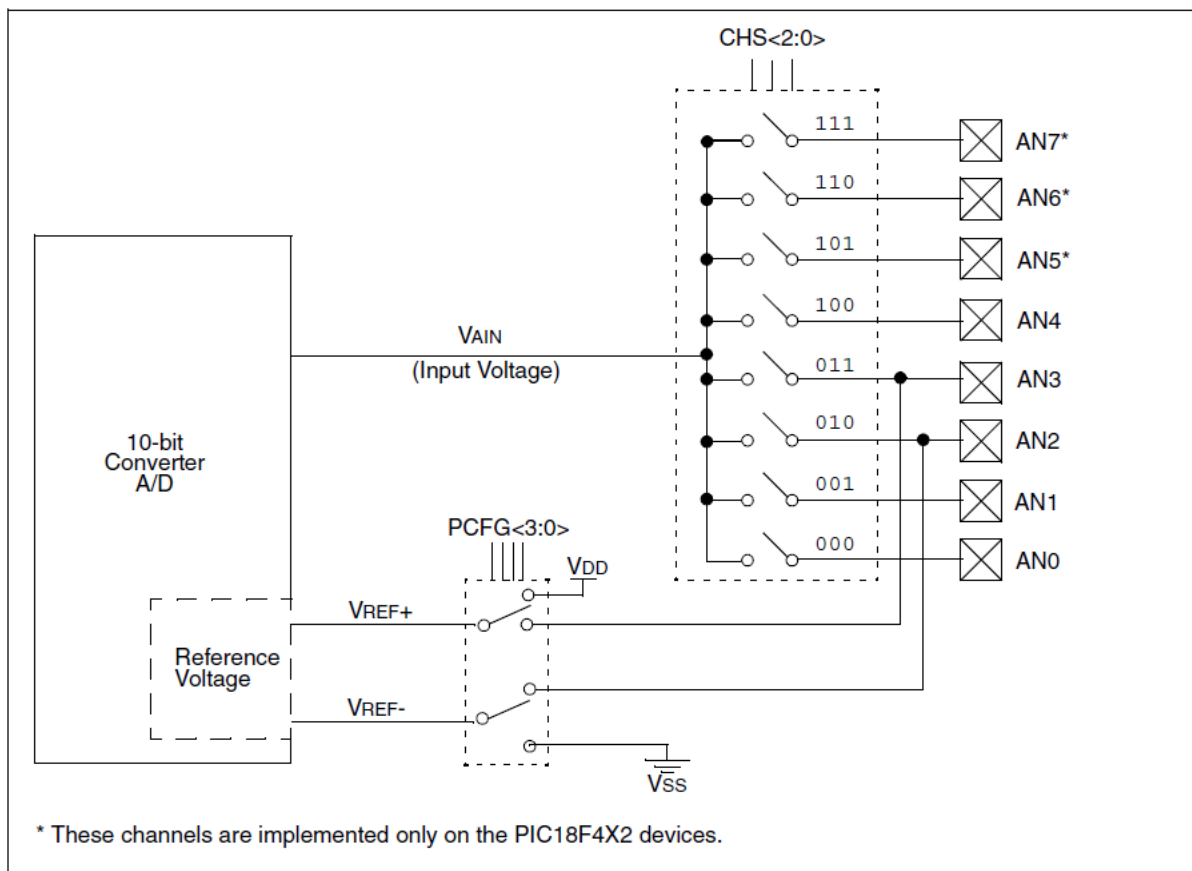 CHS<2:0>
111
AN7*
110
AN6*
101
AN5*
100
AN4
VAIN
(Input Voltage)
011
AN3
010
AN2
10-bit
Converter
A/D
001
AN1
PCFG<3:0>
000
AN0
VDD
VREF+
Reference
Voltage
VREF-
VSS
* These channels are implemented only on the PIC18F4X2 devices.